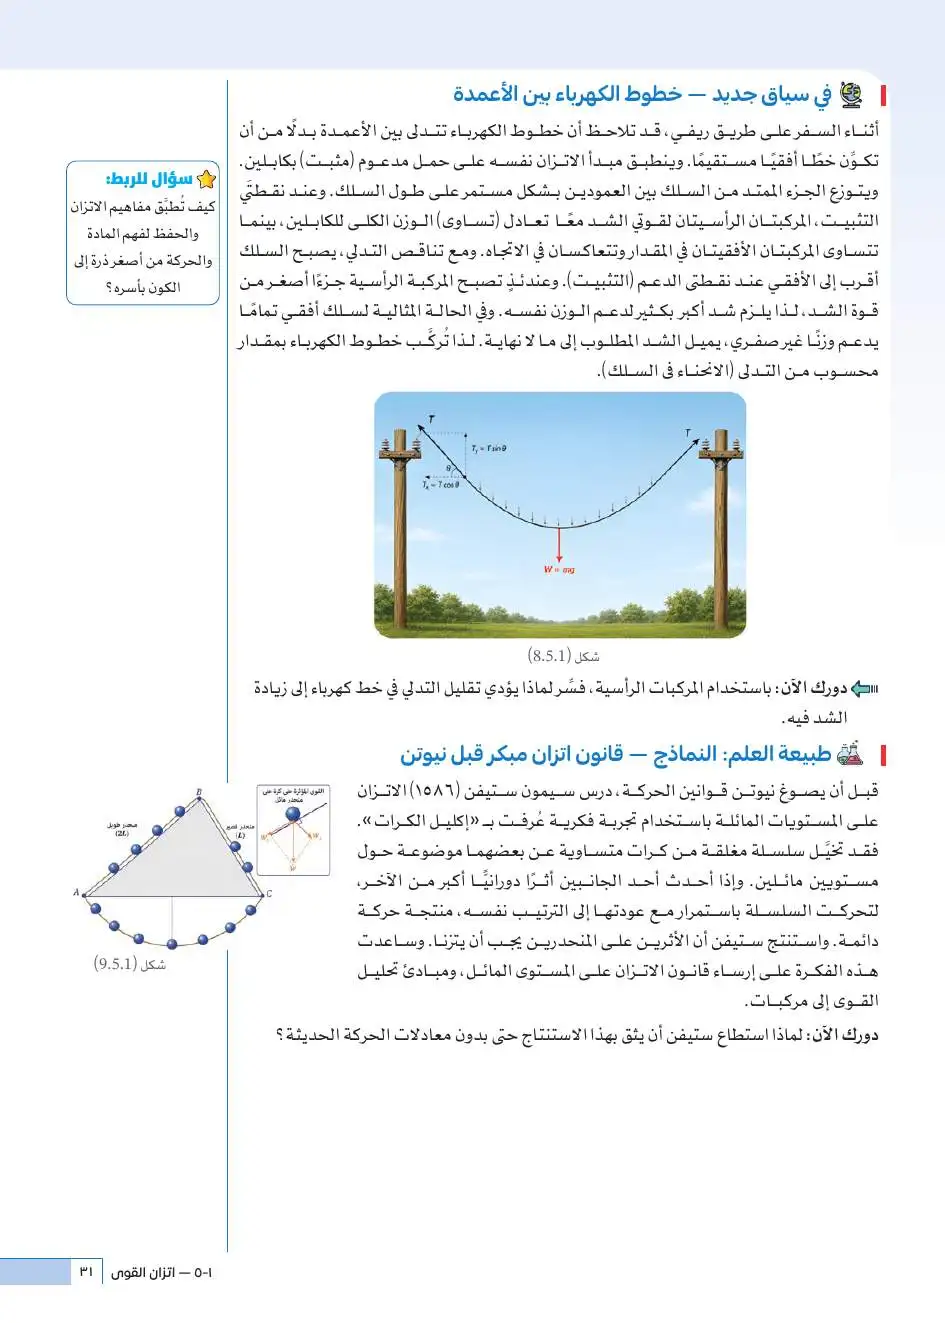 في سياق جديد — خطوط الكهرباء بين الأعمدة
أثناء السفر على طريق ريفي، قد تلاحظ أن خطوط الكهرباء تتدلى بين الأعمدة بدلًا من أن
تكوِّن خطًا أفقيًا مستقيمًا. وينطبق مبدأ الاتزان نفسه على حمل مدعوم (مثبت) بكابلين.
ويتوزع الجزء الممتد من السلك بين العمودين بشكل مستمر على طول السلك. وعند نقطتَي
التثبيت، المركبتان الرأسيتان لقوتي الشد معًا تعادل (تساوى) الوزن الكلى للكابلين، بينما
تتساوى المركبتان الأفقيتان في المقدار وتتعاكسان في الاتجاه. ومع تناقص التدلي، يصبح السلك
أقرب إلى الأفقي عند نقطتى الدعم (التثبيت). وعندئذٍ تصبح المركبة الرأسية جزءًا أصغر من
قوة الشد، لذا يلزم شد أكبر بكثير لدعم الوزن نفسه. وفي الحالة المثالية لسلك أفقي تمامًا
يدعم وزنًا غير صفري، يميل الشد المطلوب إلى ما لا نهاية. لذا تُركَّب خطوط الكهرباء بمقدار
محسوب من التدلى (الانحناء فى السلك).
سؤال للربط:
كيف تُطبَّق مفاهيم الاتزان
والحفظ لفهم المادة
والحركة من أصغر ذرة إلى
الكون بأسره؟
T
T
Tᵧ = T sin θ
θ
Tₓ = T cos θ
W = mg
شكل (8.5.1)
دورك الآن: باستخدام المركبات الرأسية، فسِّر لماذا يؤدي تقليل التدلي في خط كهرباء إلى زيادة
الشد فيه.
طبيعة العلم: النماذج — قانون اتزان مبكر قبل نيوتن
قبل أن يصوغ نيوتن قوانين الحركة، درس سيمون ستيفن (١٥٨٦) الاتزان
على المستويات المائلة باستخدام تجربة فكرية عُرفت بـ «إكليل الكرات».
فقد تخيَّل سلسلة مغلقة من كرات متساوية عن بعضهما موضوعة حول
مستويين مائلين. وإذا أحدث أحد الجانبين أثرًا دورانيًّا أكبر من الآخر،
لتحركت السلسلة باستمرار مع عودتها إلى الترتيب نفسه، منتجة حركة
دائمة. واستنتج ستيفن أن الأثرين على المنحدرين يجب أن يتزنا. وساعدت
هذه الفكرة على إرساء قانون الاتزان على المستوى المائل، ومبادئ تحليل
القوى إلى مركبات.
القوى المؤثرة على كرة على
منحدر مائل
W
B
منحدر طويل
(2L)
منحدر قصير
(L)
A
C
شكل (9.5.1)
دورك الآن: لماذا استطاع ستيفن أن يثق بهذا الاستنتاج حتى بدون معادلات الحركة الحديثة؟
١-٥ — اتزان القوى
٣١